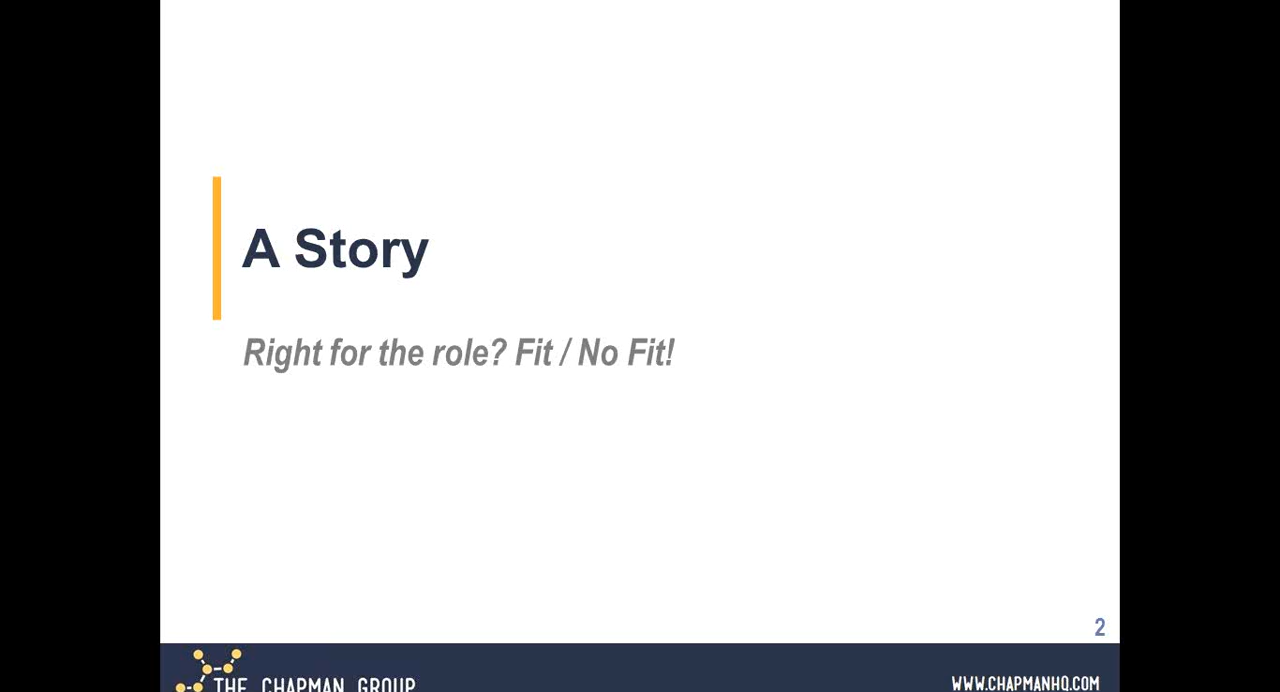 A Story
Right for the role? Fit / No Fit!
2
THE CHAPMAN GROUP
WWW.CHAPMANHQ.COM